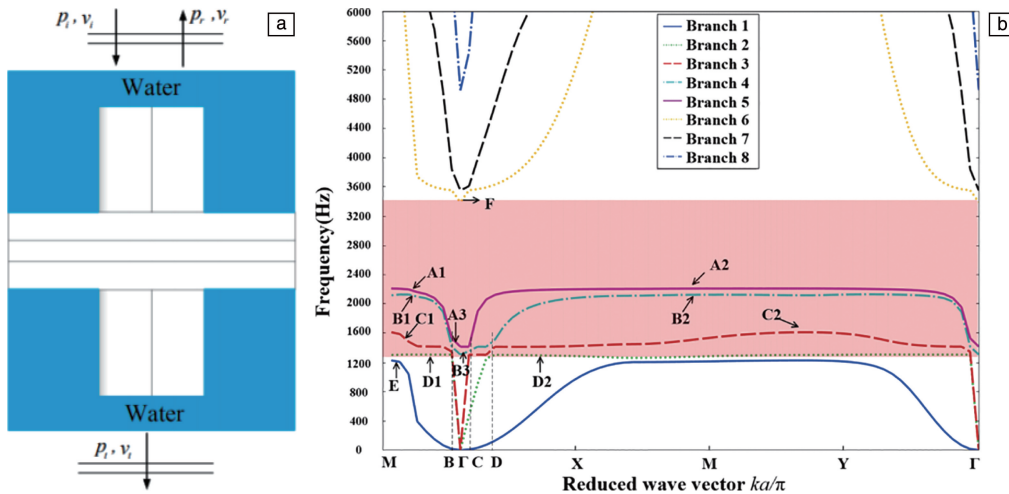 a
p_i , v_i
p_r , v_r
Water
Water
p_t , v_t
b
Frequency(Hz)
6000
5600
5200
4800
4400
4000
3600
3200
2800
2400
2000
1600
1200
800
400
0
Branch 1
Branch 2
Branch 3
Branch 4
Branch 5
Branch 6
Branch 7
Branch 8
F
A1
A2
B1
C1
A3
B2
C2
B3
E
D1
D2
M B Γ C D X M Y Γ
Reduced wave vector ka/π